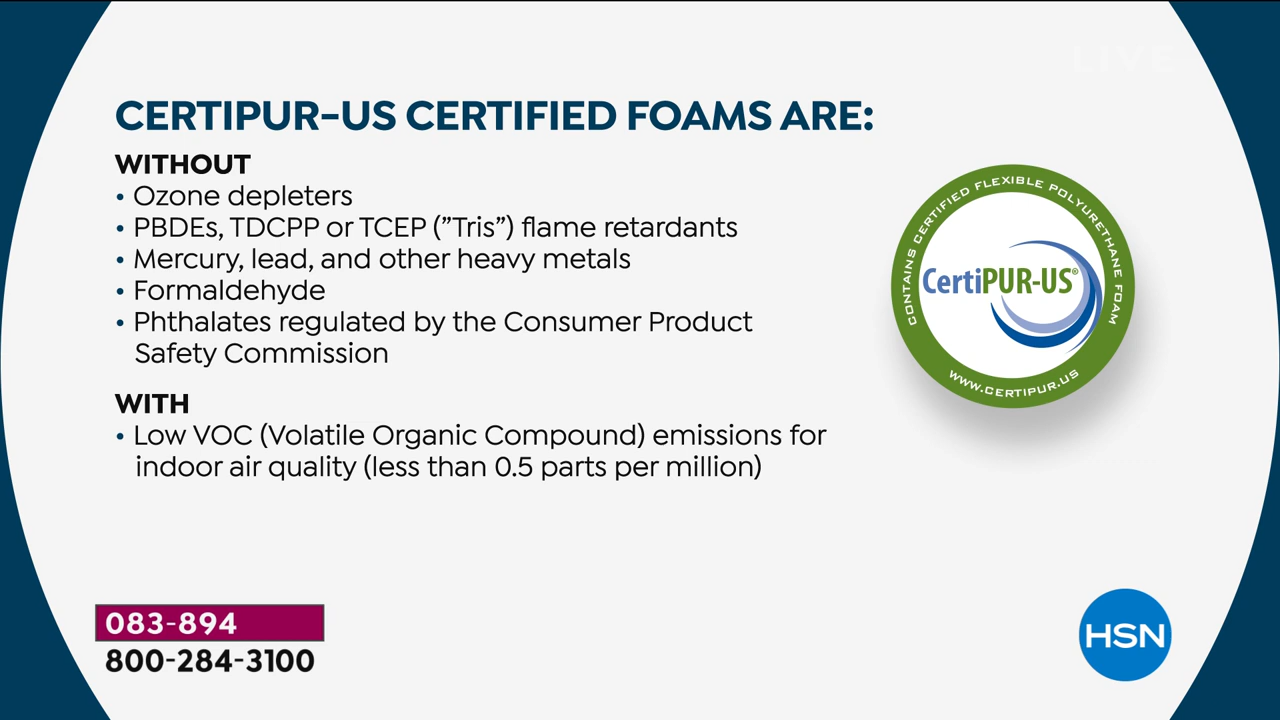 LIVE
CERTIPUR-US CERTIFIED FOAMS ARE:
WITHOUT
• Ozone depleters
• PBDEs, TDCPP or TCEP (”Tris”) flame retardants
• Mercury, lead, and other heavy metals
• Formaldehyde
• Phthalates regulated by the Consumer Product
Safety Commission
WITH
• Low VOC (Volatile Organic Compound) emissions for
indoor air quality (less than 0.5 parts per million)
CONTAINS CERTIFIED FLEXIBLE POLYURETHANE FOAM
CertiPUR-US®
WWW.CERTIPUR.US
083-894
800-284-3100
HSN